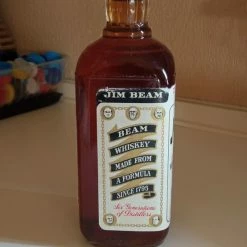 JIM BEAM
BEAM
WHISKEY
MADE FROM
A FORMULA
SINCE 1795
Six Generations
of Distillers